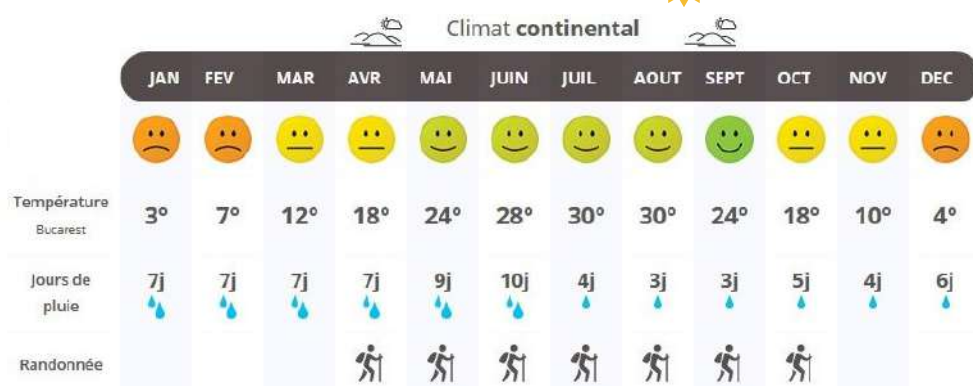 Climat continental
JAN FEV MAR AVR MAI JUIN JUIL AOUT SEPT OCT NOV DEC
Température
Bucarest
3° 7° 12° 18° 24° 28° 30° 30° 24° 18° 10° 4°
Jours de
pluie
7j 7j 7j 7j 9j 10j 4j 3j 3j 5j 4j 6j
Randonnée